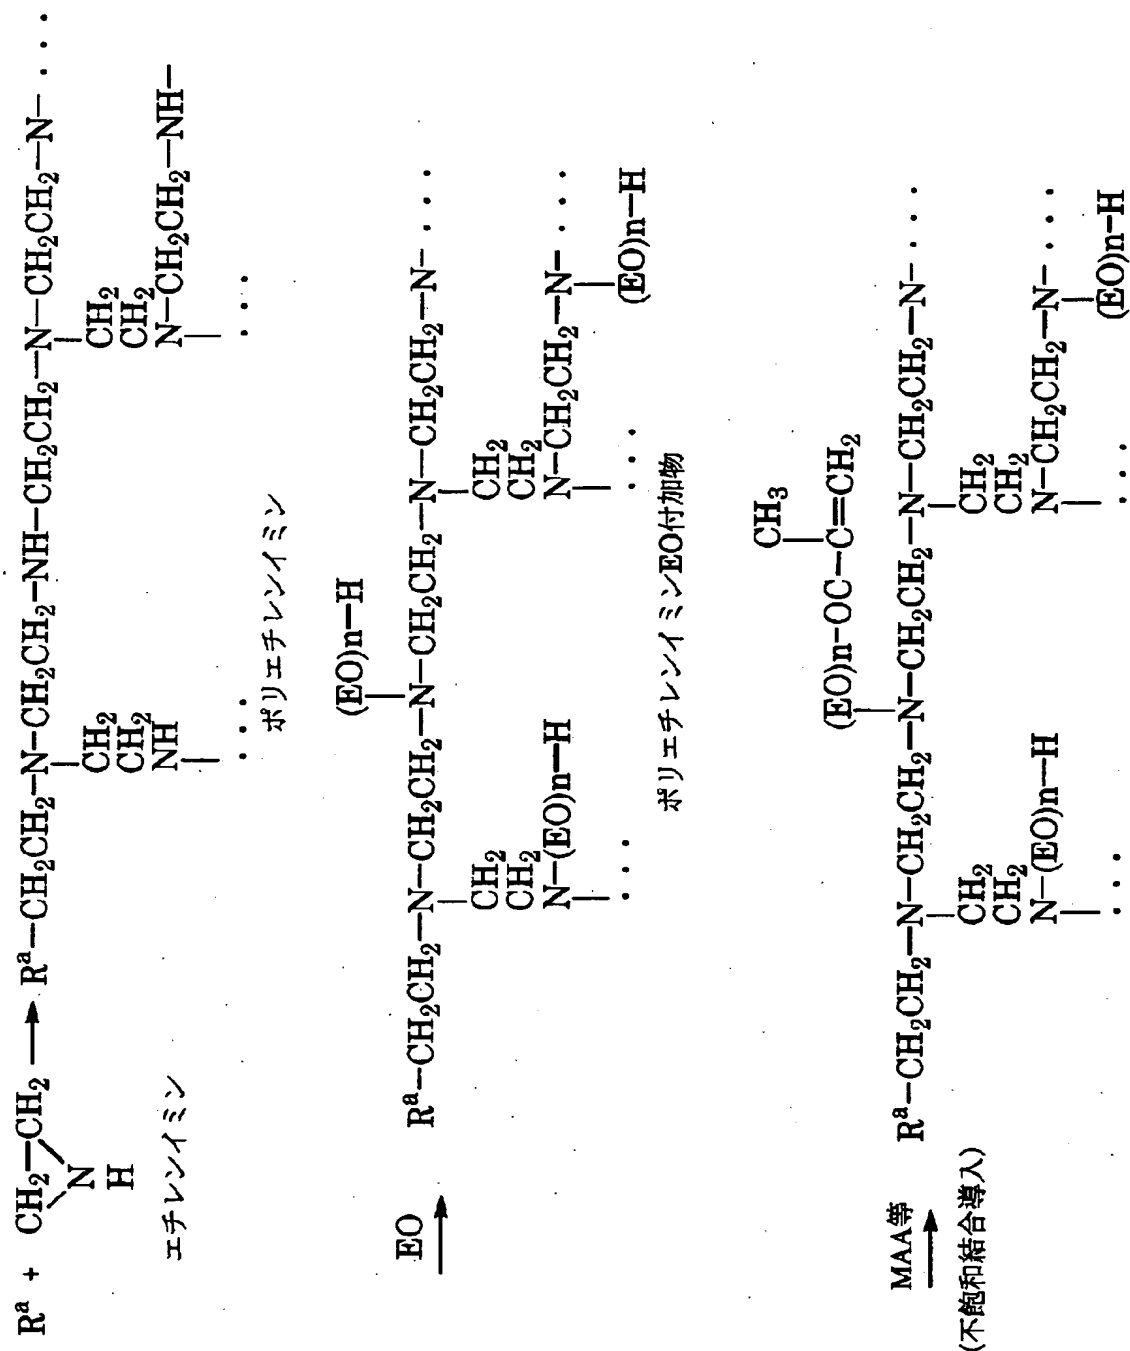 Rᵃ + CH₂–CH₂ ⟶ Rᵃ–CH₂CH₂–N–CH₂CH₂–NH–CH₂CH₂–N–CH₂CH₂–N– · · ·
N
H
CH₂ CH₂
CH₂ CH₂
NH N–CH₂CH₂–NH–
· · · · · ·
エチレンイミン
ポリエチレンイミン
(EO)n–H
EO
Rᵃ–CH₂CH₂–N–CH₂CH₂–N–CH₂CH₂–N–CH₂CH₂–N– · · ·
CH₂ CH₂
CH₂ CH₂
N–(EO)n–H N–CH₂CH₂–N– · · ·
· · · · · ·
(EO)n–H
ポリエチレンイミンEO付加物
CH₃
(EO)n–OC–C=CH₂
MAA等
Rᵃ–CH₂CH₂–N–CH₂CH₂–N–CH₂CH₂–N–CH₂CH₂–N– · · ·
(不飽和結合導入)
CH₂ CH₂
CH₂ CH₂
N–(EO)n–H N–CH₂CH₂–N– · · ·
· · · · · ·
(EO)n–H